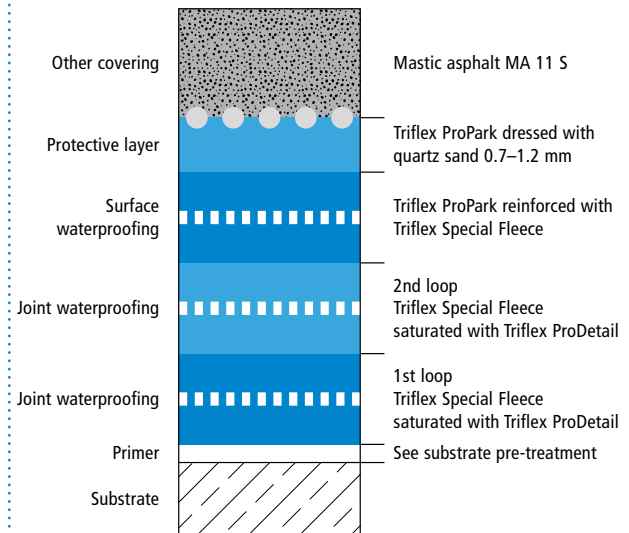 Other covering
Mastic asphalt MA 11 S
Protective layer
Triflex ProPark dressed with
quartz sand 0.7–1.2 mm
Surface
waterproofing
Triflex ProPark reinforced with
Triflex Special Fleece
Joint waterproofing
2nd loop
Triflex Special Fleece
saturated with Triflex ProDetail
Joint waterproofing
1st loop
Triflex Special Fleece
saturated with Triflex ProDetail
Primer
See substrate pre-treatment
Substrate